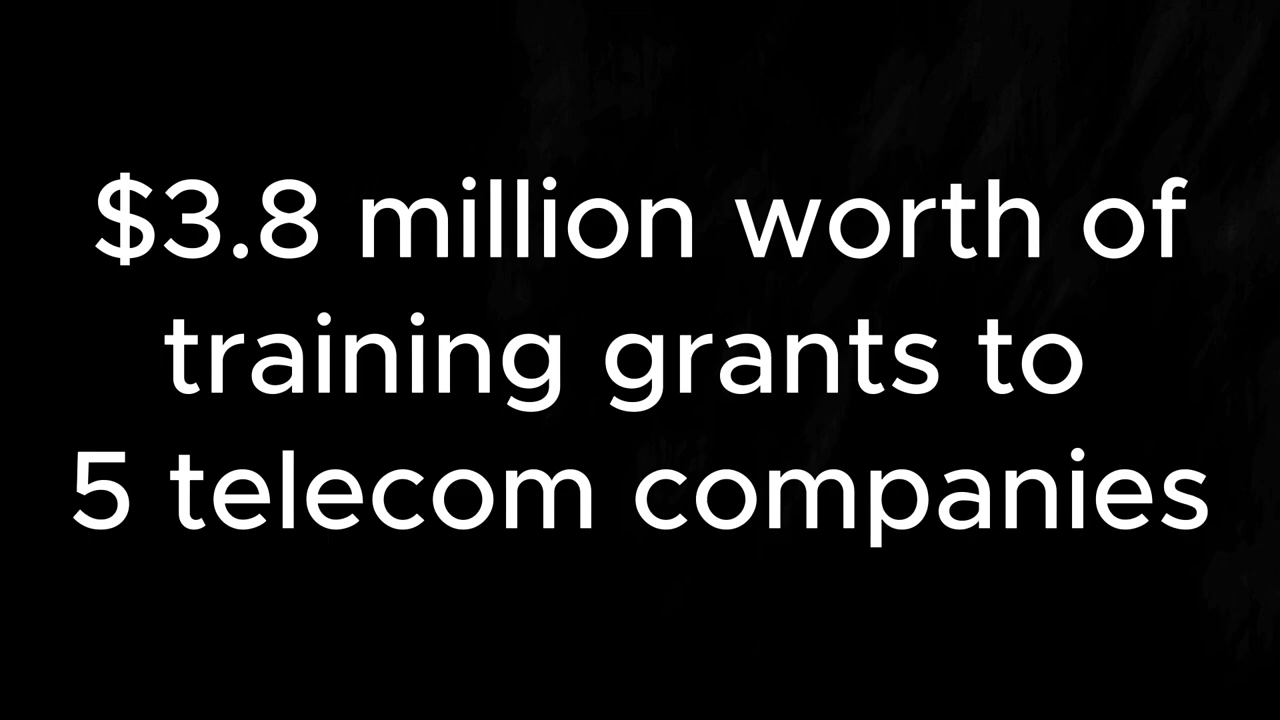 $3.8 million worth of
training grants to
5 telecom companies